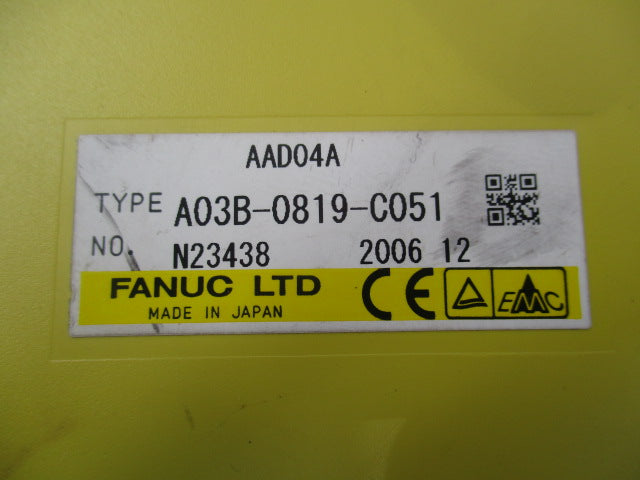 AAD04A
TYPE A03B-0819-C051
NO. N23438 2006 12
FANUC LTD CE EMC
MADE IN JAPAN